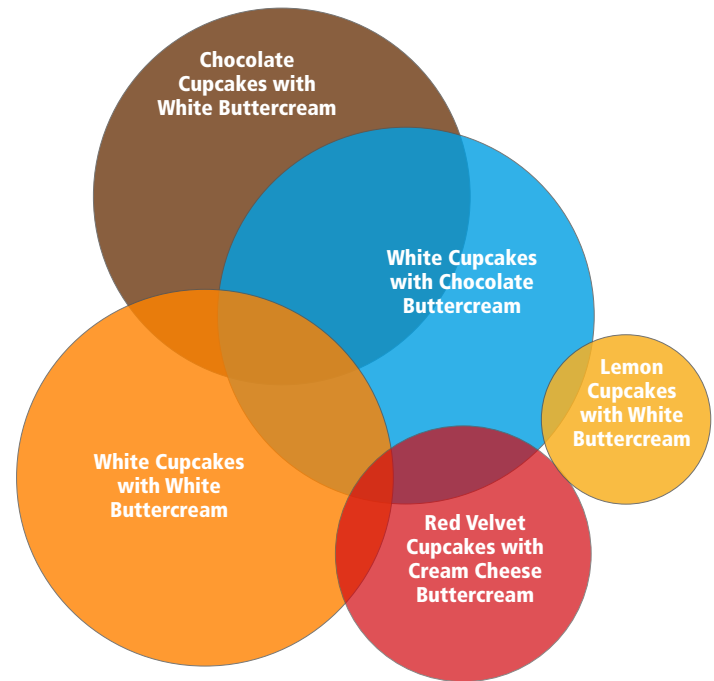 Chocolate
Cupcakes with
White Buttercream
White Cupcakes
with Chocolate
Buttercream
Lemon
Cupcakes
with White
Buttercream
White Cupcakes
with White
Buttercream
Red Velvet
Cupcakes with
Cream Cheese
Buttercream